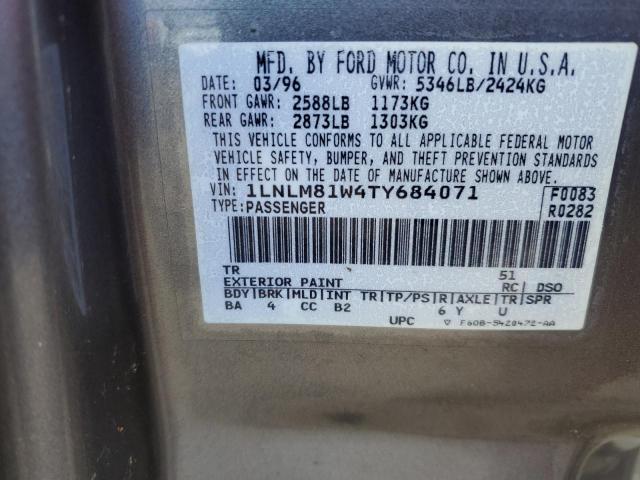 MFD. BY FORD MOTOR CO. IN U.S.A.
DATE: 03/96 GVWR: 5346LB/2424KG
FRONT GAWR: 2588LB 1173KG
REAR GAWR: 2873LB 1303KG
THIS VEHICLE CONFORMS TO ALL APPLICABLE FEDERAL MOTOR
VEHICLE SAFETY, BUMPER, AND THEFT PREVENTION STANDARDS
IN EFFECT ON THE DATE OF MANUFACTURE SHOWN ABOVE.
VIN: 1LNLM81W4TY684071 F0083
TYPE: PASSENGER R0282
TR 51
EXTERIOR PAINT RC| DSO
BDY|BRK|MLD|INT TR|TP/PS|R|AXLE|TR|SPR
BA 4 CC B2 6 Y U
UPC ▽ F60B-5420472-AA